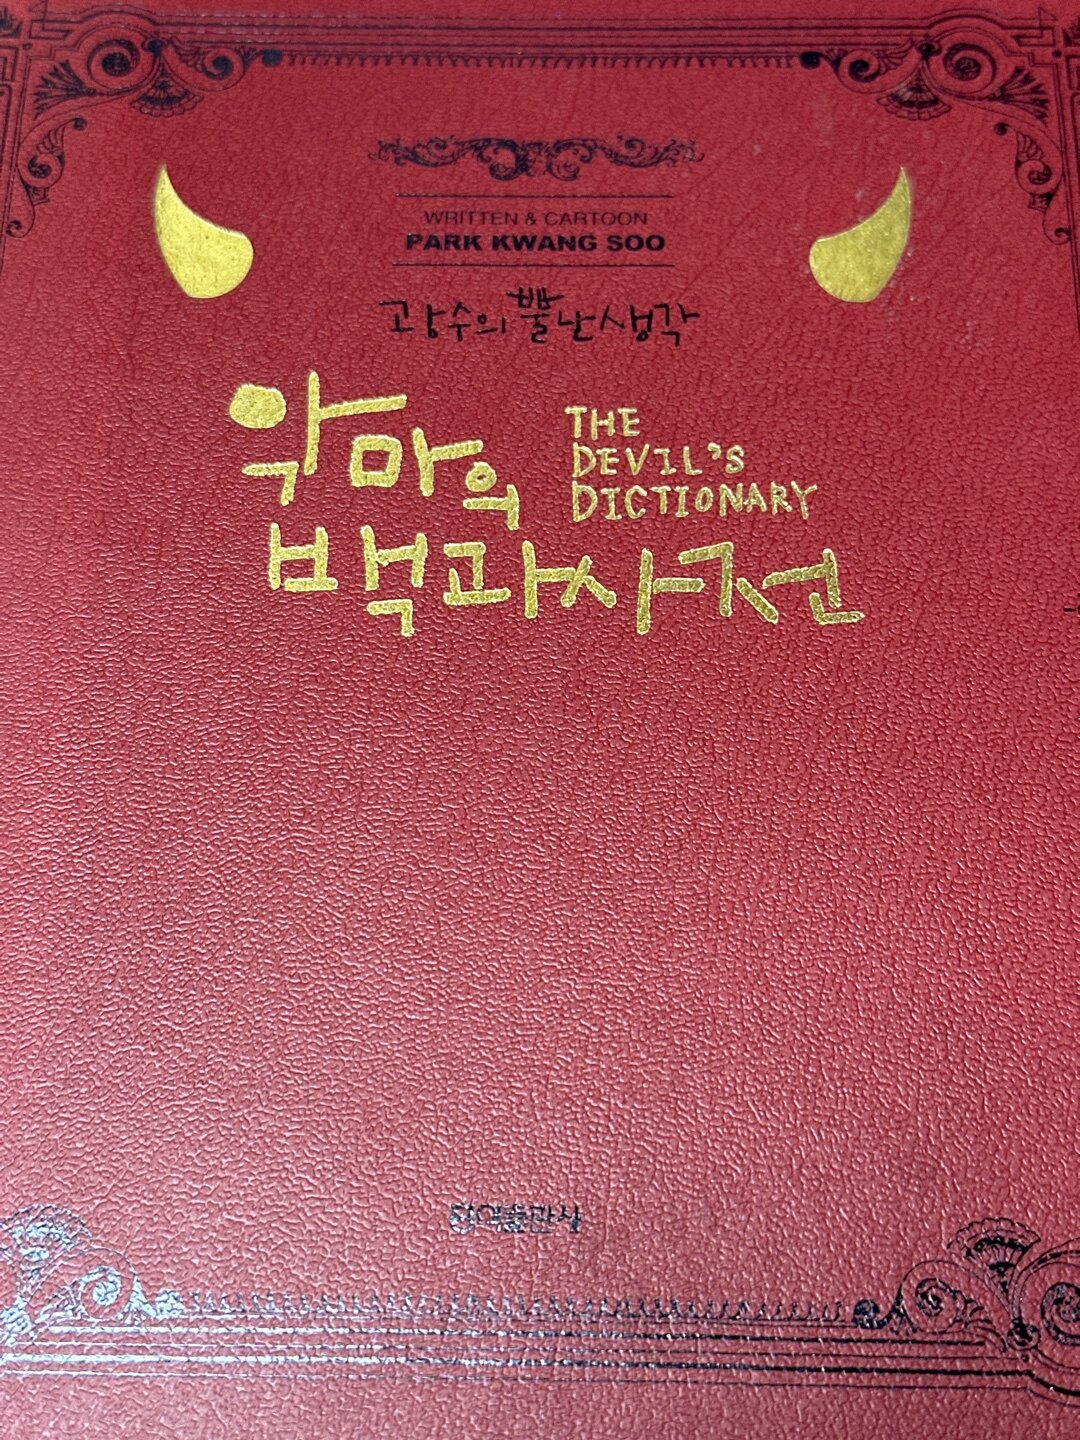 WRITTEN & CARTOON
PARK KWANG SOO
광수의 뿔난생각
악마의
THE
DEVIL'S
DICTIONARY
백과사전